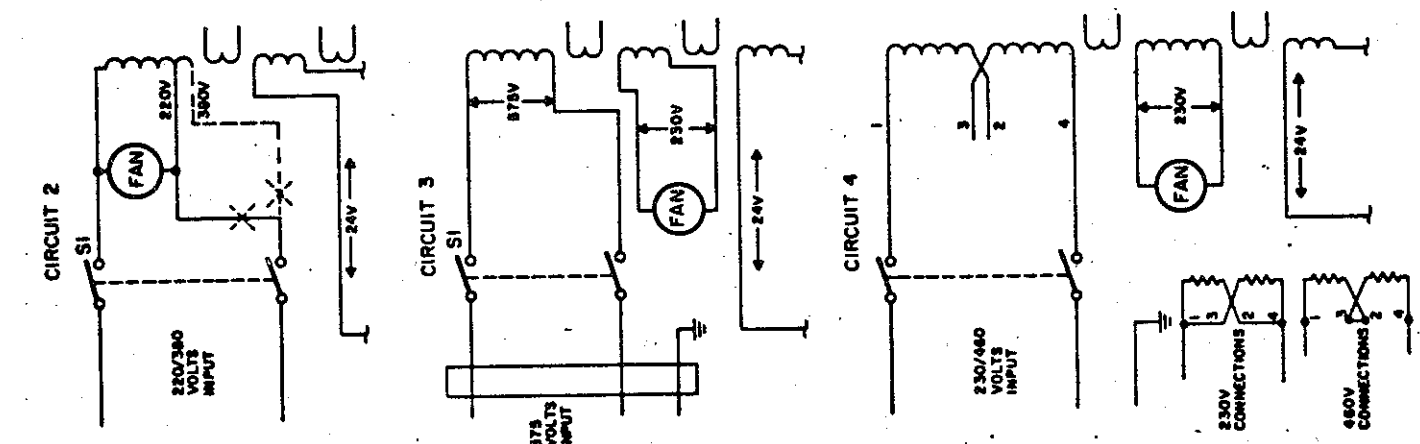 CIRCUIT 2
S1
220V
380V
FAN
24V
220/380
VOLTS
INPUT
CIRCUIT 3
S1
575V
230V
FAN
24V
575
VOLTS
INPUT
CIRCUIT 4
1
3
2
4
230V
FAN
24V
230/460
VOLTS
INPUT
1
3
2
4
230V
CONNECTIONS
1
3
2
4
460V
CONNECTIONS